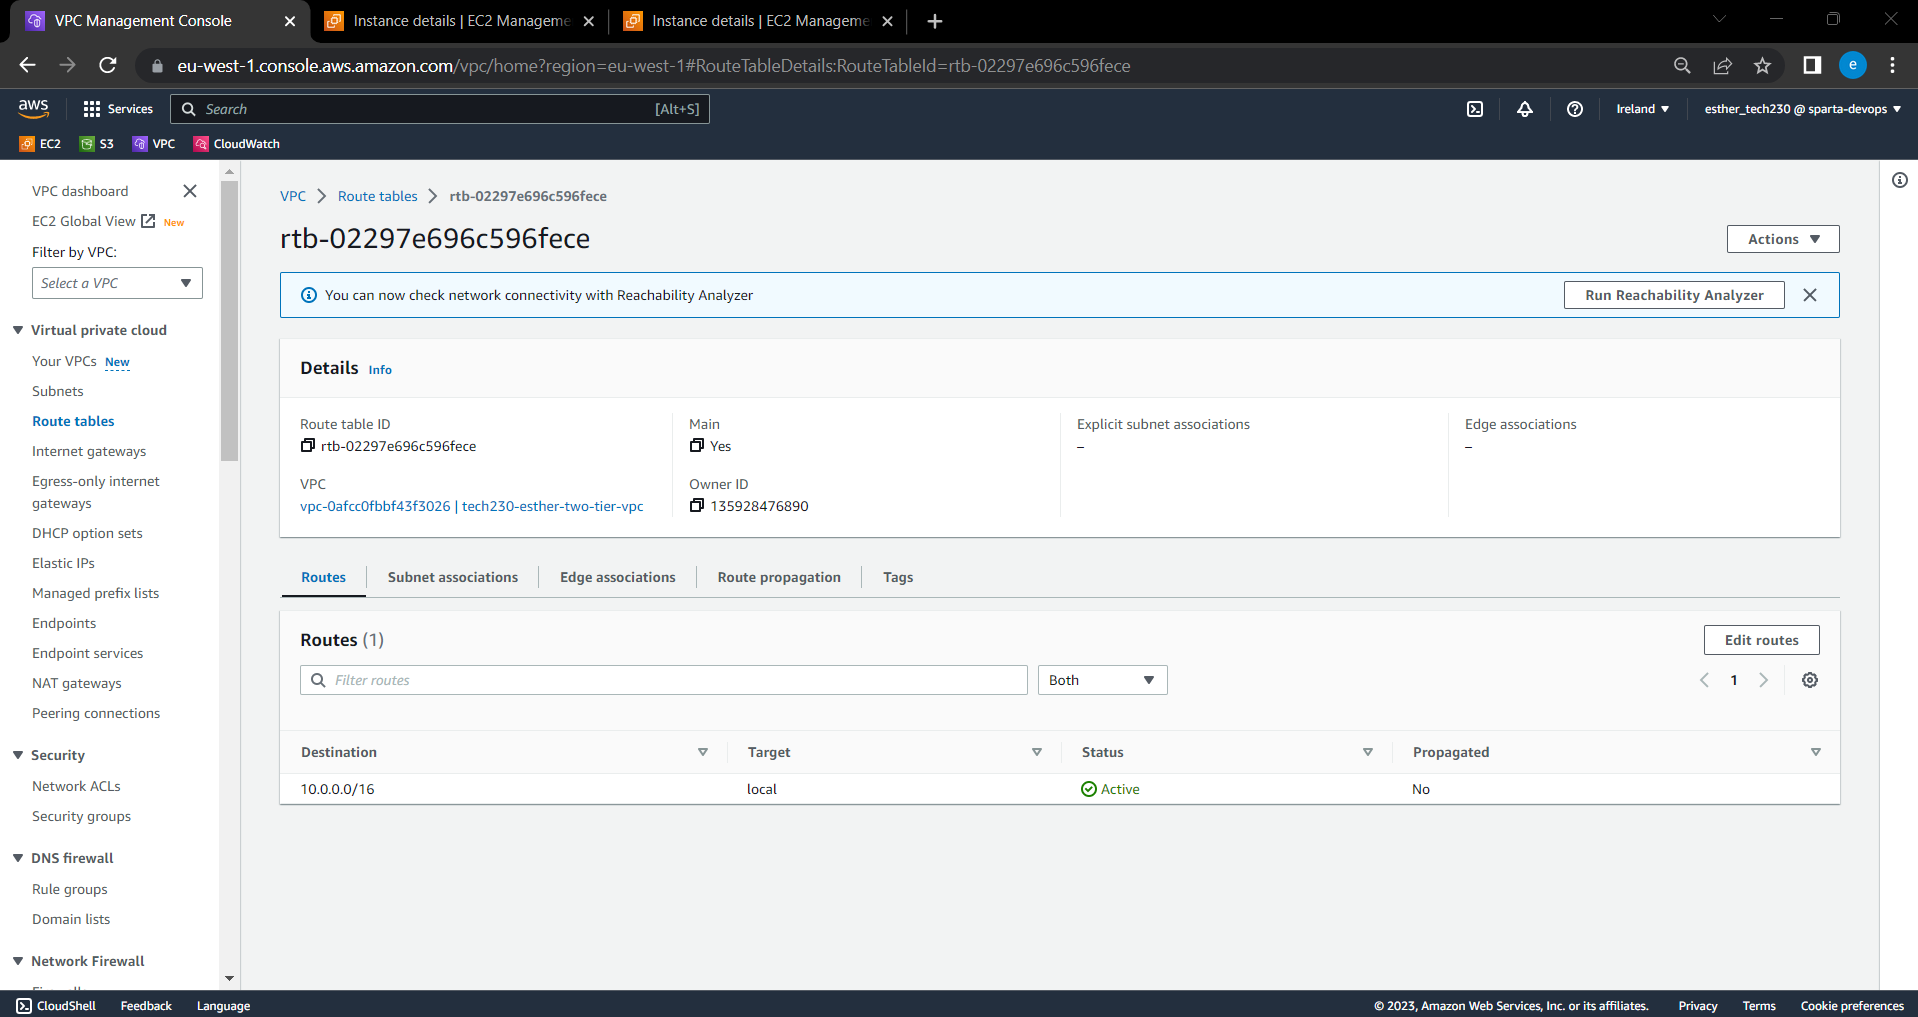 VPC Management Console
Instance details | EC2 Manageme
Instance details | EC2 Manageme
eu-west-1.console.aws.amazon.com/vpc/home?region=eu-west-1#RouteTableDetails:RouteTableId=rtb-02297e696c596fece
e
aws
Services
Search
[Alt+S]
Ireland
esther_tech230 @ sparta-devops
EC2
S3
VPC
CloudWatch
VPC dashboard
EC2 Global View New
Filter by VPC:
Select a VPC
Virtual private cloud
Your VPCs New
Subnets
Route tables
Internet gateways
Egress-only internet
gateways
DHCP option sets
Elastic IPs
Managed prefix lists
Endpoints
Endpoint services
NAT gateways
Peering connections
Security
Network ACLs
Security groups
DNS firewall
Rule groups
Domain lists
Network Firewall
VPC > Route tables > rtb-02297e696c596fece
rtb-02297e696c596fece
Actions
You can now check network connectivity with Reachability Analyzer
Run Reachability Analyzer
Details Info
Route table ID
rtb-02297e696c596fece
Main
Yes
Explicit subnet associations
–
Edge associations
–
VPC
vpc-0afcc0fbbf43f3026 | tech230-esther-two-tier-vpc
Owner ID
135928476890
Routes
Subnet associations
Edge associations
Route propagation
Tags
Routes (1)
Edit routes
Filter routes
Both
1
Destination Target Status Propagated
10.0.0.0/16 local Active No
CloudShell Feedback Language
© 2023, Amazon Web Services, Inc. or its affiliates. Privacy Terms Cookie preferences